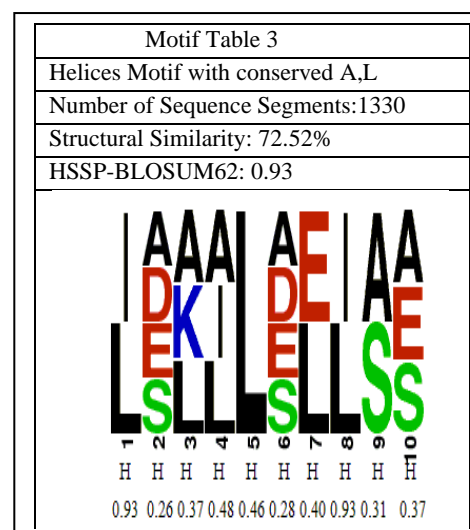 Motif Table 3
Helices Motif with conserved A,L
Number of Sequence Segments:1330
Structural Similarity: 72.52%
HSSP-BLOSUM62: 0.93
I A A A L A E I A A
D K I D E
E L L E L L S S
L S S
1 2 3 4 5 6 7 8 9 10
H H H H H H H H H H
0.93 0.26 0.37 0.48 0.46 0.28 0.40 0.93 0.31 0.37